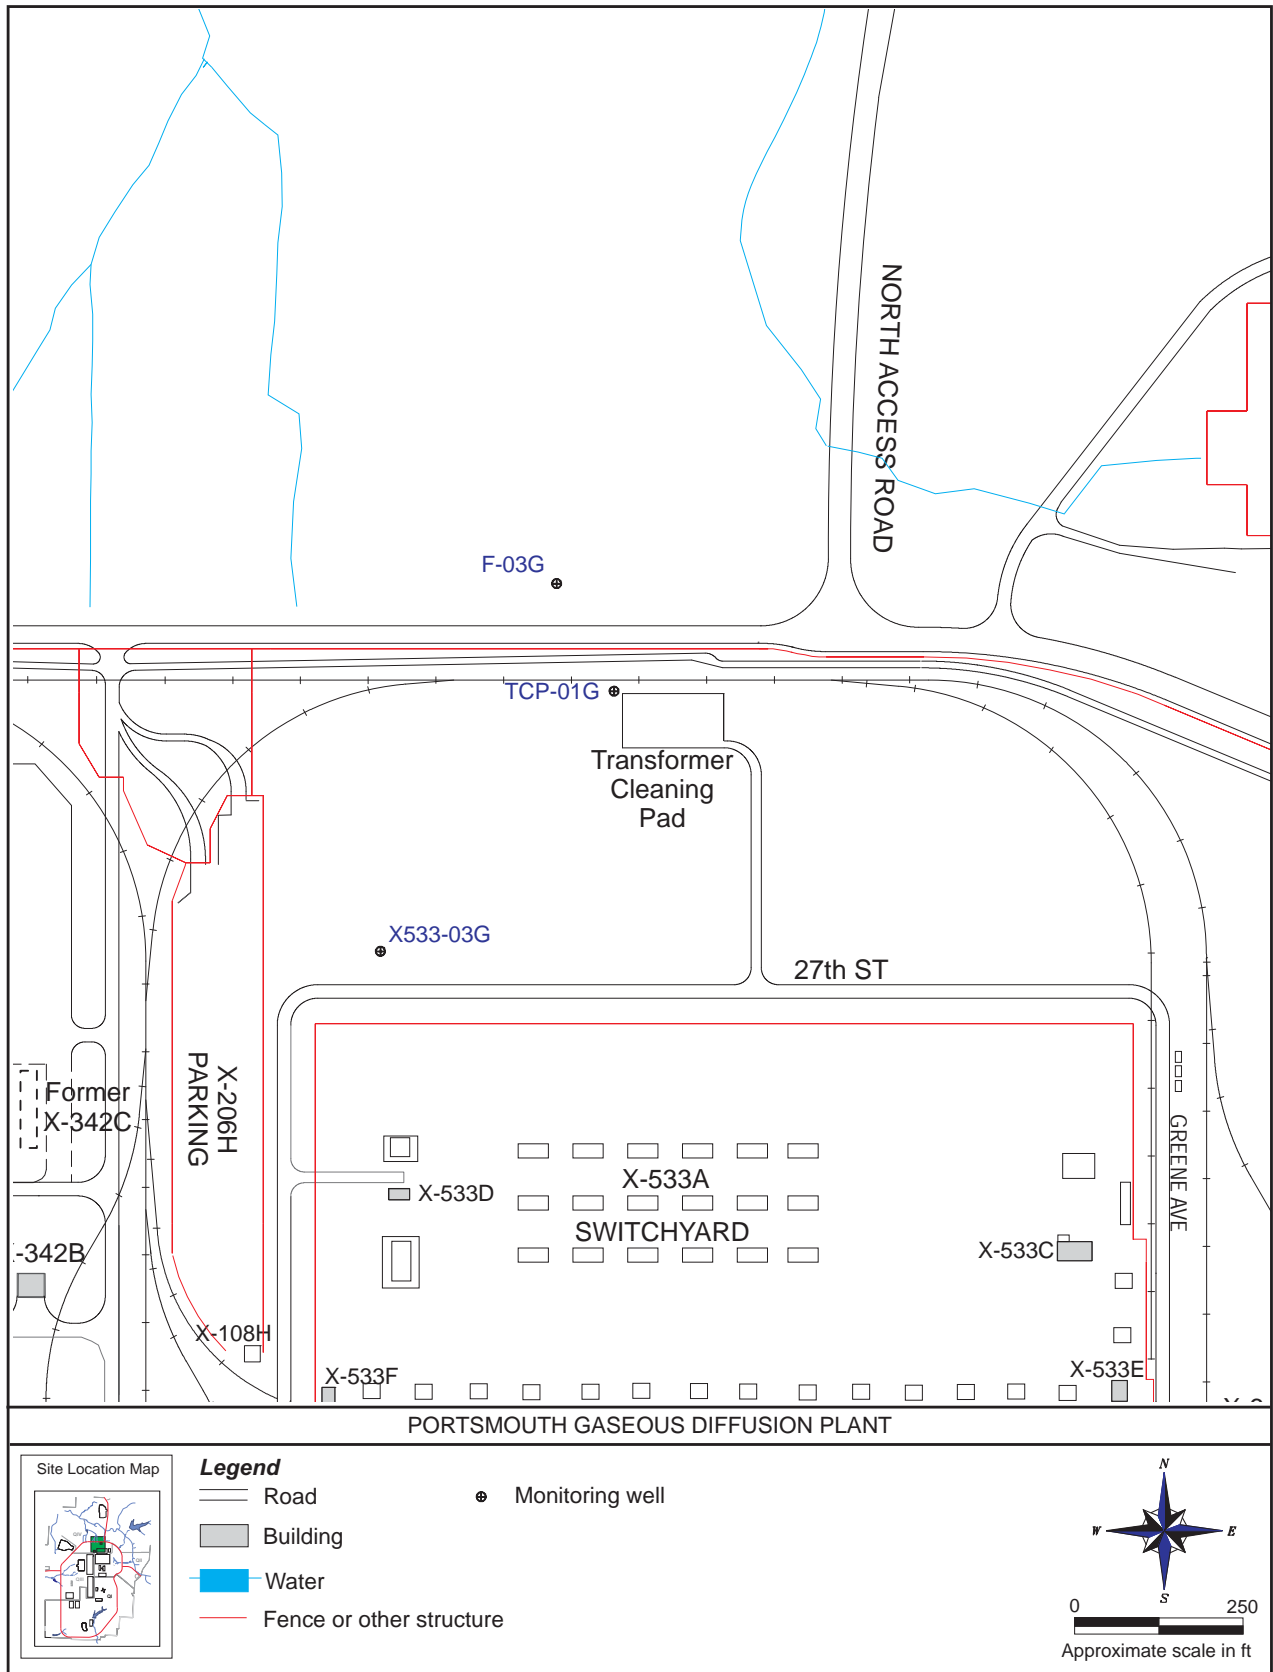 NORTH ACCESS ROAD
F-03G
TCP-01G
Transformer
Cleaning
Pad
X533-03G
27th ST
X-206H
PARKING
Former
X-342C
GREENE AVE
X-533A
X-533D
SWITCHYARD
X-533C
-342B
X-108H
X-533F
X-533E
PORTSMOUTH GASEOUS DIFFUSION PLANT
Site Location Map
Legend
Road
Monitoring well
Building
Water
Fence or other structure
N
W
E
S
0 250
Approximate scale in ft